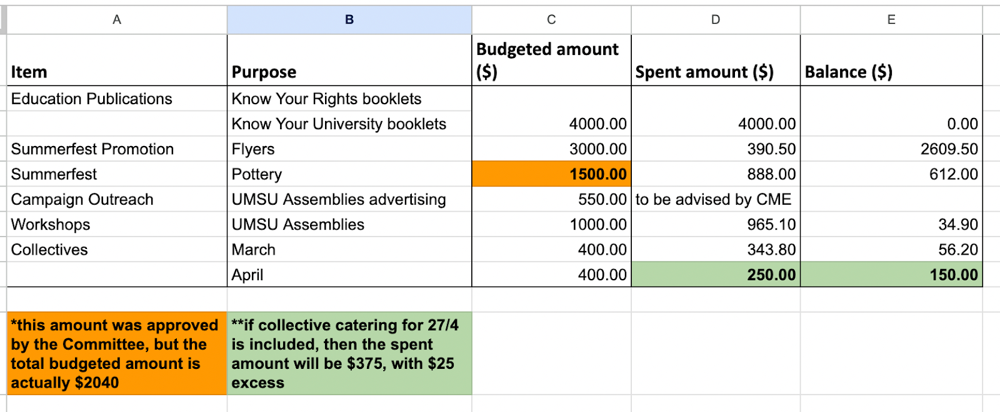 A B C D E
Item Purpose Budgeted amount ($) Spent amount ($) Balance ($)
Education Publications Know Your Rights booklets
Know Your University booklets 4000.00 4000.00 0.00
Summerfest Promotion Flyers 3000.00 390.50 2609.50
Summerfest Pottery 1500.00 888.00 612.00
Campaign Outreach UMSU Assemblies advertising 550.00 to be advised by CME
Workshops UMSU Assemblies 1000.00 965.10 34.90
Collectives March 400.00 343.80 56.20
April 400.00 250.00 150.00
*this amount was approved
by the Committee, but the
total budgeted amount is
actually $2040
**if collective catering for 27/4
is included, then the spent
amount will be $375, with $25
excess